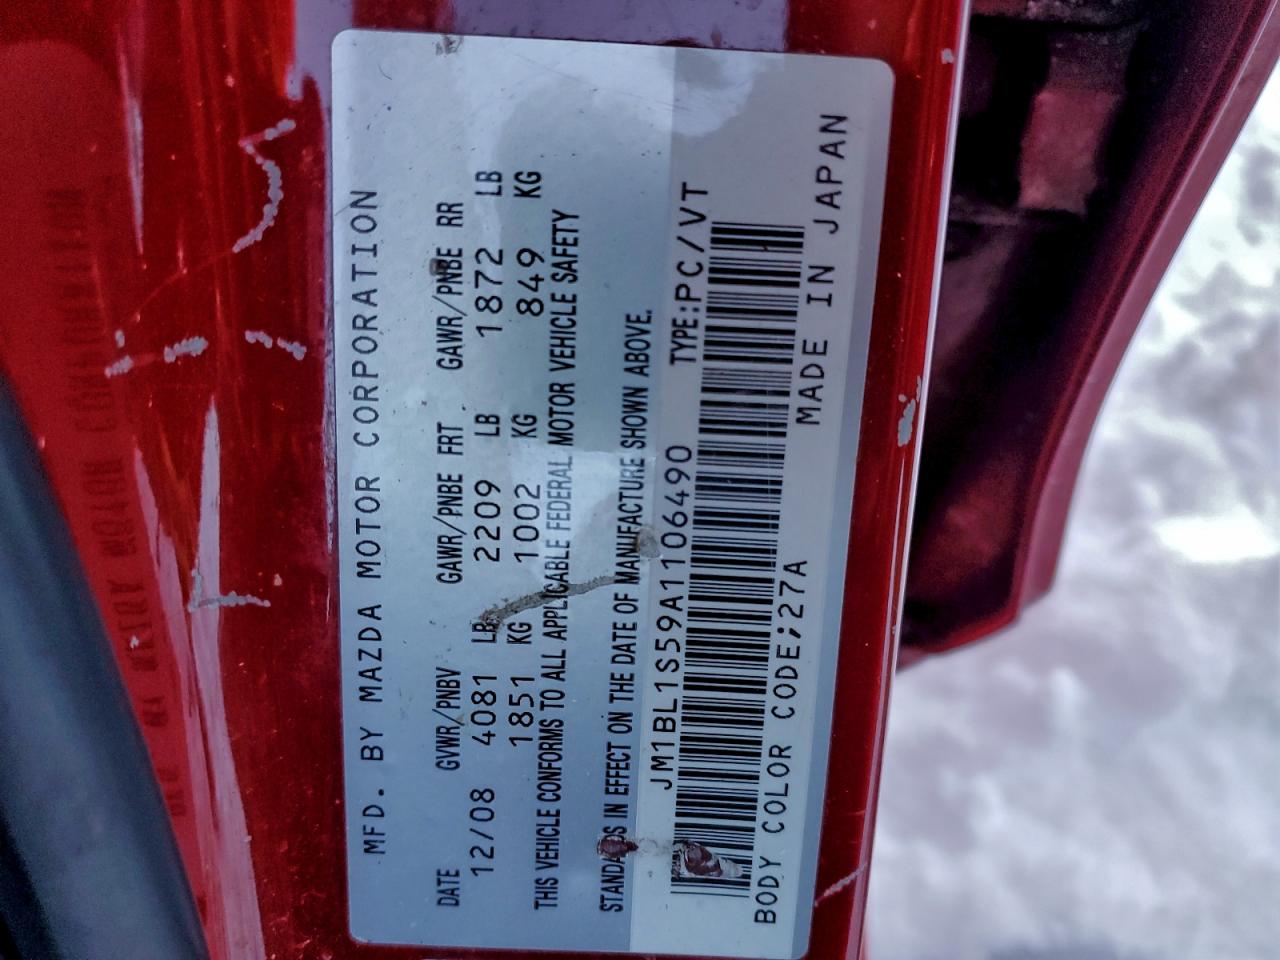 MFD. BY MAZDA MOTOR CORPORATION
DATE GVWR/PNBV GAWR/PNBE FRT GAWR/PNBE RR
12/08 4081 LB 2209 LB 1872 LB
1851 KG 1002 KG 849 KG
THIS VEHICLE CONFORMS TO ALL APPLICABLE FEDERAL MOTOR VEHICLE SAFETY
STANDARDS IN EFFECT ON THE DATE OF MANUFACTURE SHOWN ABOVE.
JM1BL1S59A1106490 TYPE:PC/VT
BODY COLOR CODE;27A MADE IN JAPAN